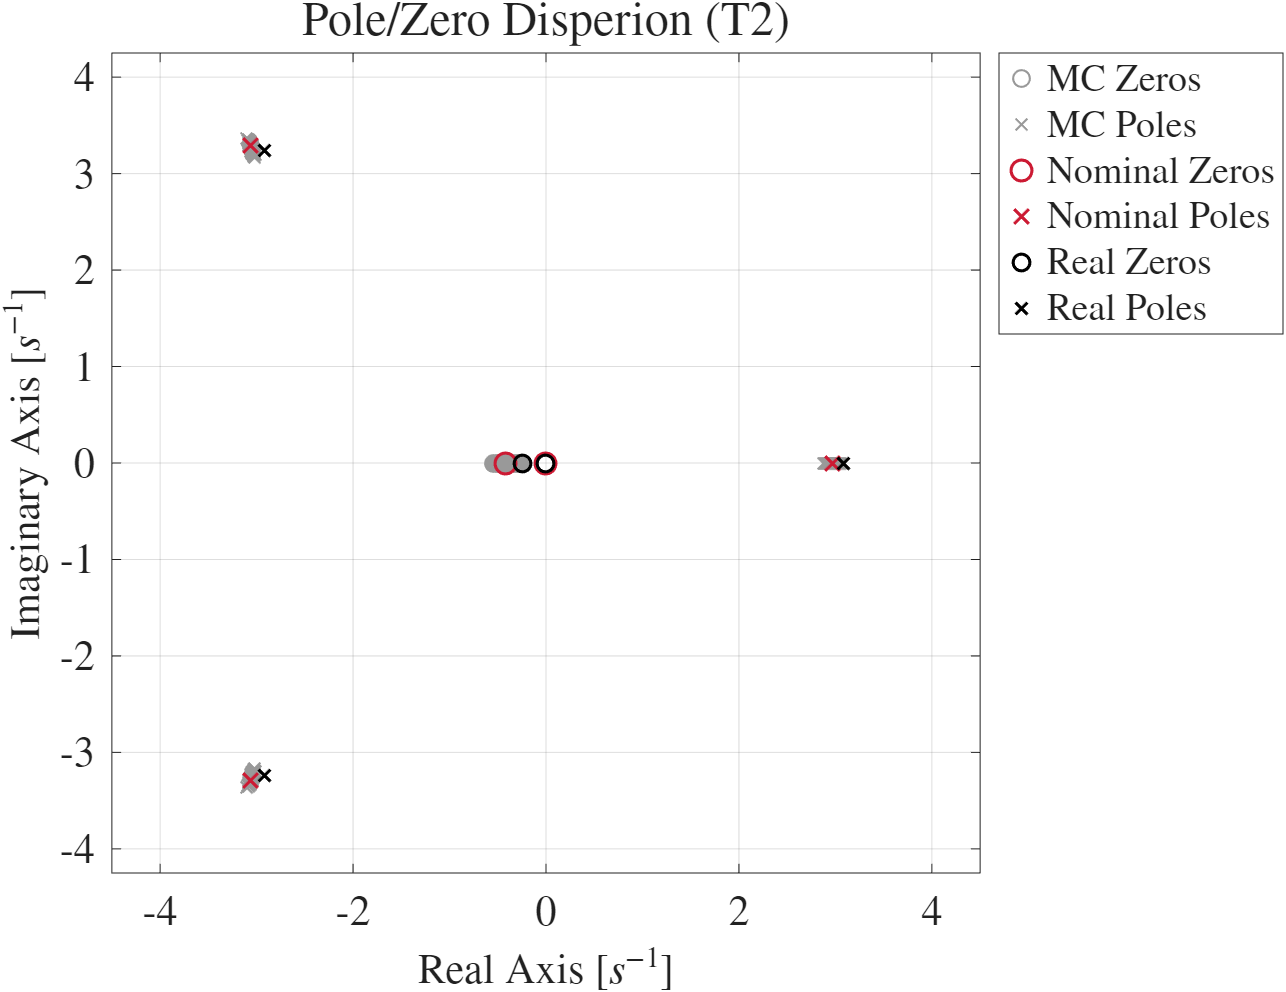 Pole/Zero Disperion (T2)
4
3
2
1
0
-1
-2
-3
-4
Imaginary Axis [s⁻¹]
-4 -2 0 2 4
Real Axis [s⁻¹]
MC Zeros
MC Poles
Nominal Zeros
Nominal Poles
Real Zeros
Real Poles